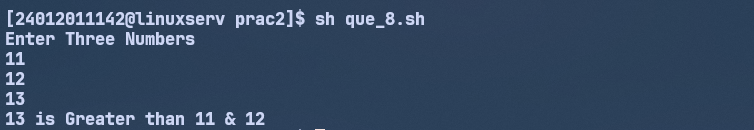 [24012011142@linuxserv prac2]$ sh que_8.sh
Enter Three Numbers
11
12
13
13 is Greater than 11 & 12